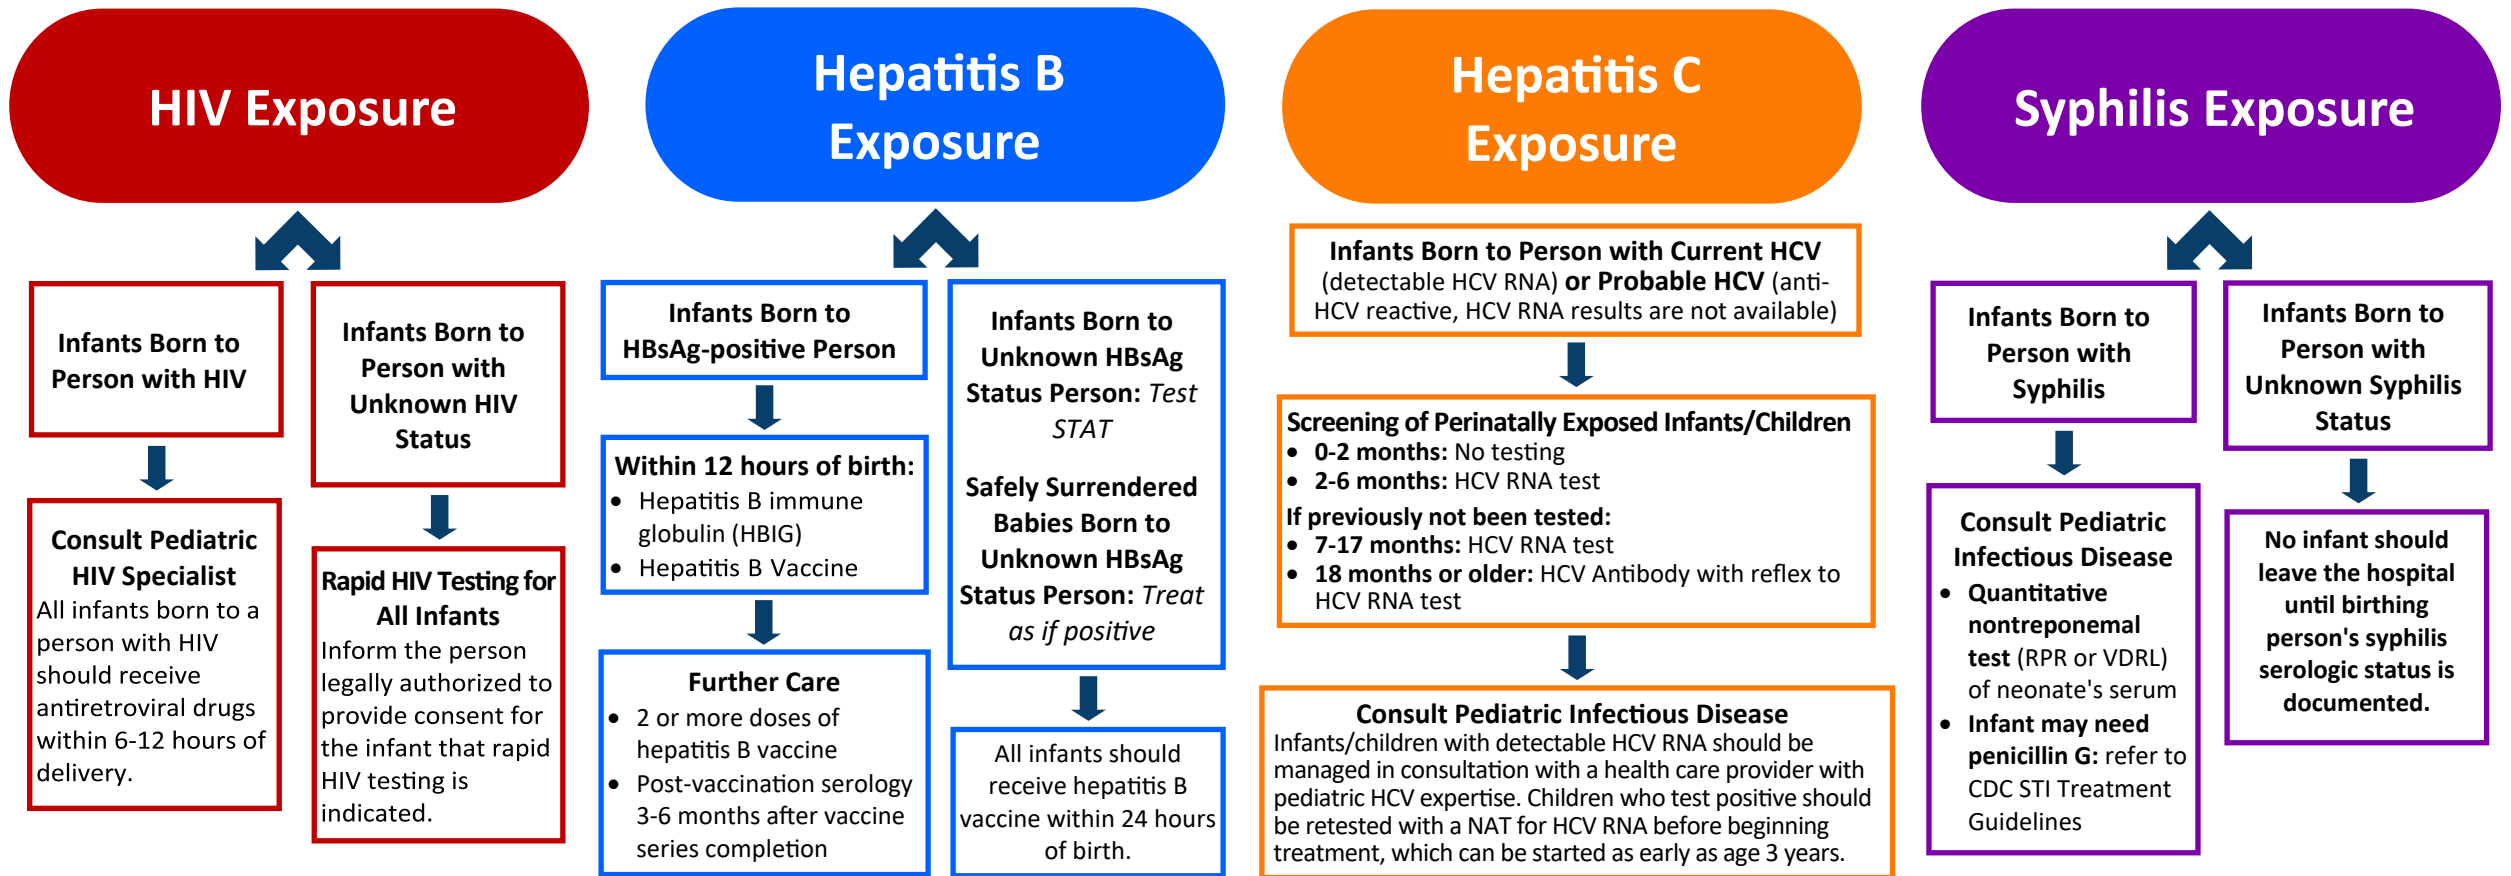 HIV Exposure
Infants Born to
Person with HIV
Consult Pediatric
HIV Specialist
All infants born to a
person with HIV
should receive
antiretroviral drugs
within 6-12 hours of
delivery.
Infants Born to
Person with
Unknown HIV
Status
Rapid HIV Testing for
All Infants
Inform the person
legally authorized to
provide consent for
the infant that rapid
HIV testing is
indicated.
Hepatitis B
Exposure
Infants Born to
HBsAg-positive Person
Within 12 hours of birth:
• Hepatitis B immune
globulin (HBIG)
• Hepatitis B Vaccine
Further Care
• 2 or more doses of
hepatitis B vaccine
• Post-vaccination serology
3-6 months after vaccine
series completion
Infants Born to
Unknown HBsAg
Status Person: Test
STAT
Safely Surrendered
Babies Born to
Unknown HBsAg
Status Person: Treat
as if positive
All infants should
receive hepatitis B
vaccine within 24 hours
of birth.
Hepatitis C
Exposure
Infants Born to Person with Current HCV
(detectable HCV RNA) or Probable HCV (anti-
HCV reactive, HCV RNA results are not available)
Screening of Perinatally Exposed Infants/Children
• 0-2 months: No testing
• 2-6 months: HCV RNA test
If previously not been tested:
• 7-17 months: HCV RNA test
• 18 months or older: HCV Antibody with reflex to
HCV RNA test
Consult Pediatric Infectious Disease
Infants/children with detectable HCV RNA should be
managed in consultation with a health care provider with
pediatric HCV expertise. Children who test positive should
be retested with a NAT for HCV RNA before beginning
treatment, which can be started as early as age 3 years.
Syphilis Exposure
Infants Born to
Person with
Syphilis
Consult Pediatric
Infectious Disease
• Quantitative
nontreponemal
test (RPR or VDRL)
of neonate's serum
• Infant may need
penicillin G: refer to
CDC STI Treatment
Guidelines
Infants Born to
Person with
Unknown Syphilis
Status
No infant should
leave the hospital
until birthing
person's syphilis
serologic status is
documented.